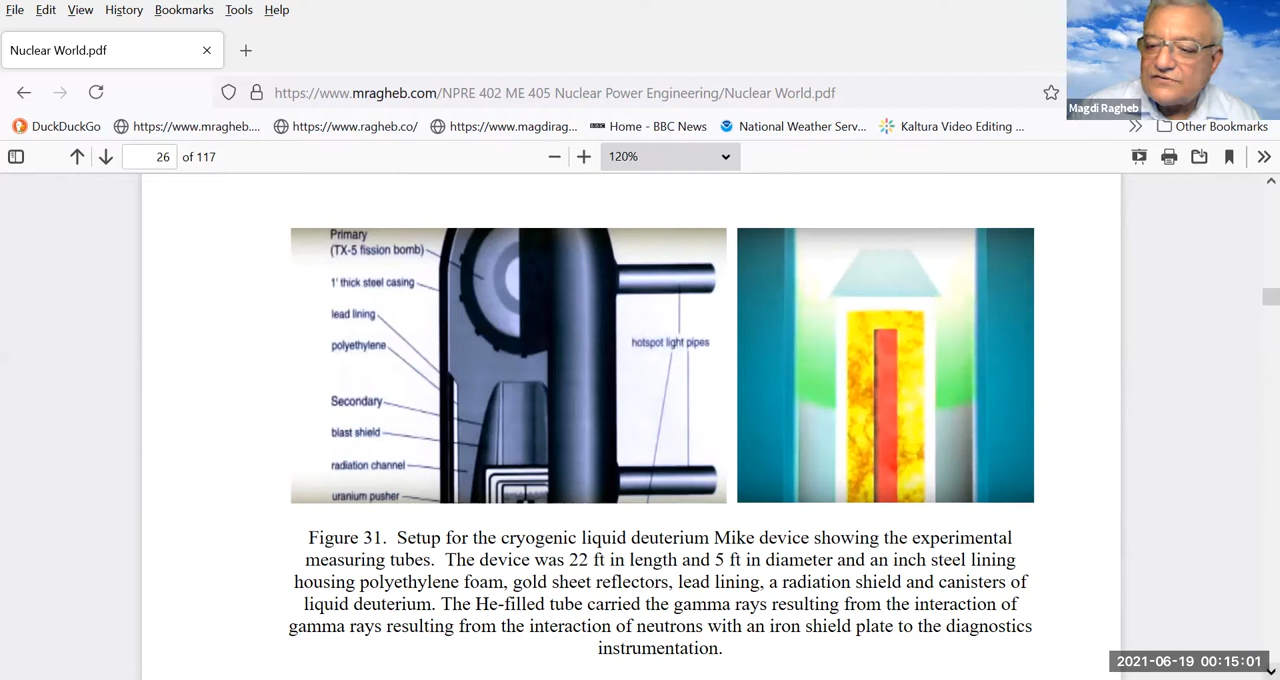 File Edit View History Bookmarks Tools Help
Nuclear World.pdf
https://www.mragheb.com/NPRE 402 ME 405 Nuclear Power Engineering/Nuclear World.pdf
Magdi Ragheb
DuckDuckGo https://www.mragheb.... https://www.ragheb.co/ https://www.magdirag... BBC Home - BBC News National Weather Serv... Kaltura Video Editing ... Other Bookmarks
26 of 117 120%
Primary
(TX-5 fission bomb)
1' thick steel casing
lead lining
polyethylene
hotspot light pipes
Secondary
blast shield
radiation channel
uranium pusher
Figure 31. Setup for the cryogenic liquid deuterium Mike device showing the experimental
measuring tubes. The device was 22 ft in length and 5 ft in diameter and an inch steel lining
housing polyethylene foam, gold sheet reflectors, lead lining, a radiation shield and canisters of
liquid deuterium. The He-filled tube carried the gamma rays resulting from the interaction of
gamma rays resulting from the interaction of neutrons with an iron shield plate to the diagnostics
instrumentation.
2021-06-19 00:15:01